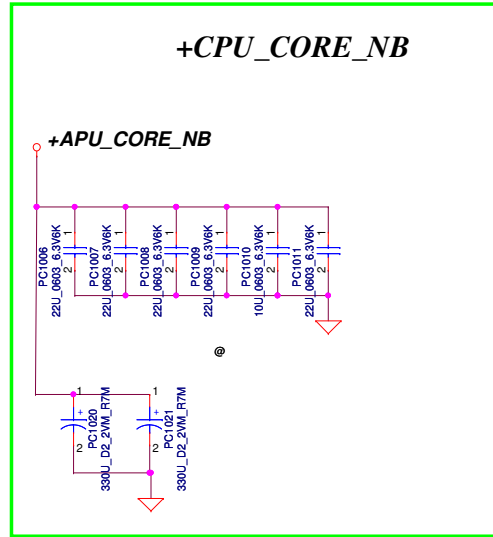 +CPU_CORE_NB
+APU_CORE_NB
1
2
PC1006
22U_0603_6.3V6K
1
2
PC1007
22U_0603_6.3V6K
1
2
PC1008
22U_0603_6.3V6K
1
2
PC1009
22U_0603_6.3V6K
1
2
PC1010
10U_0603_6.3V6K
1
2
PC1011
22U_0603_6.3V6K
@
1
+
2
PC1020
330U_D2_2VM_R7M
1
+
2
PC1021
330U_D2_2VM_R7M